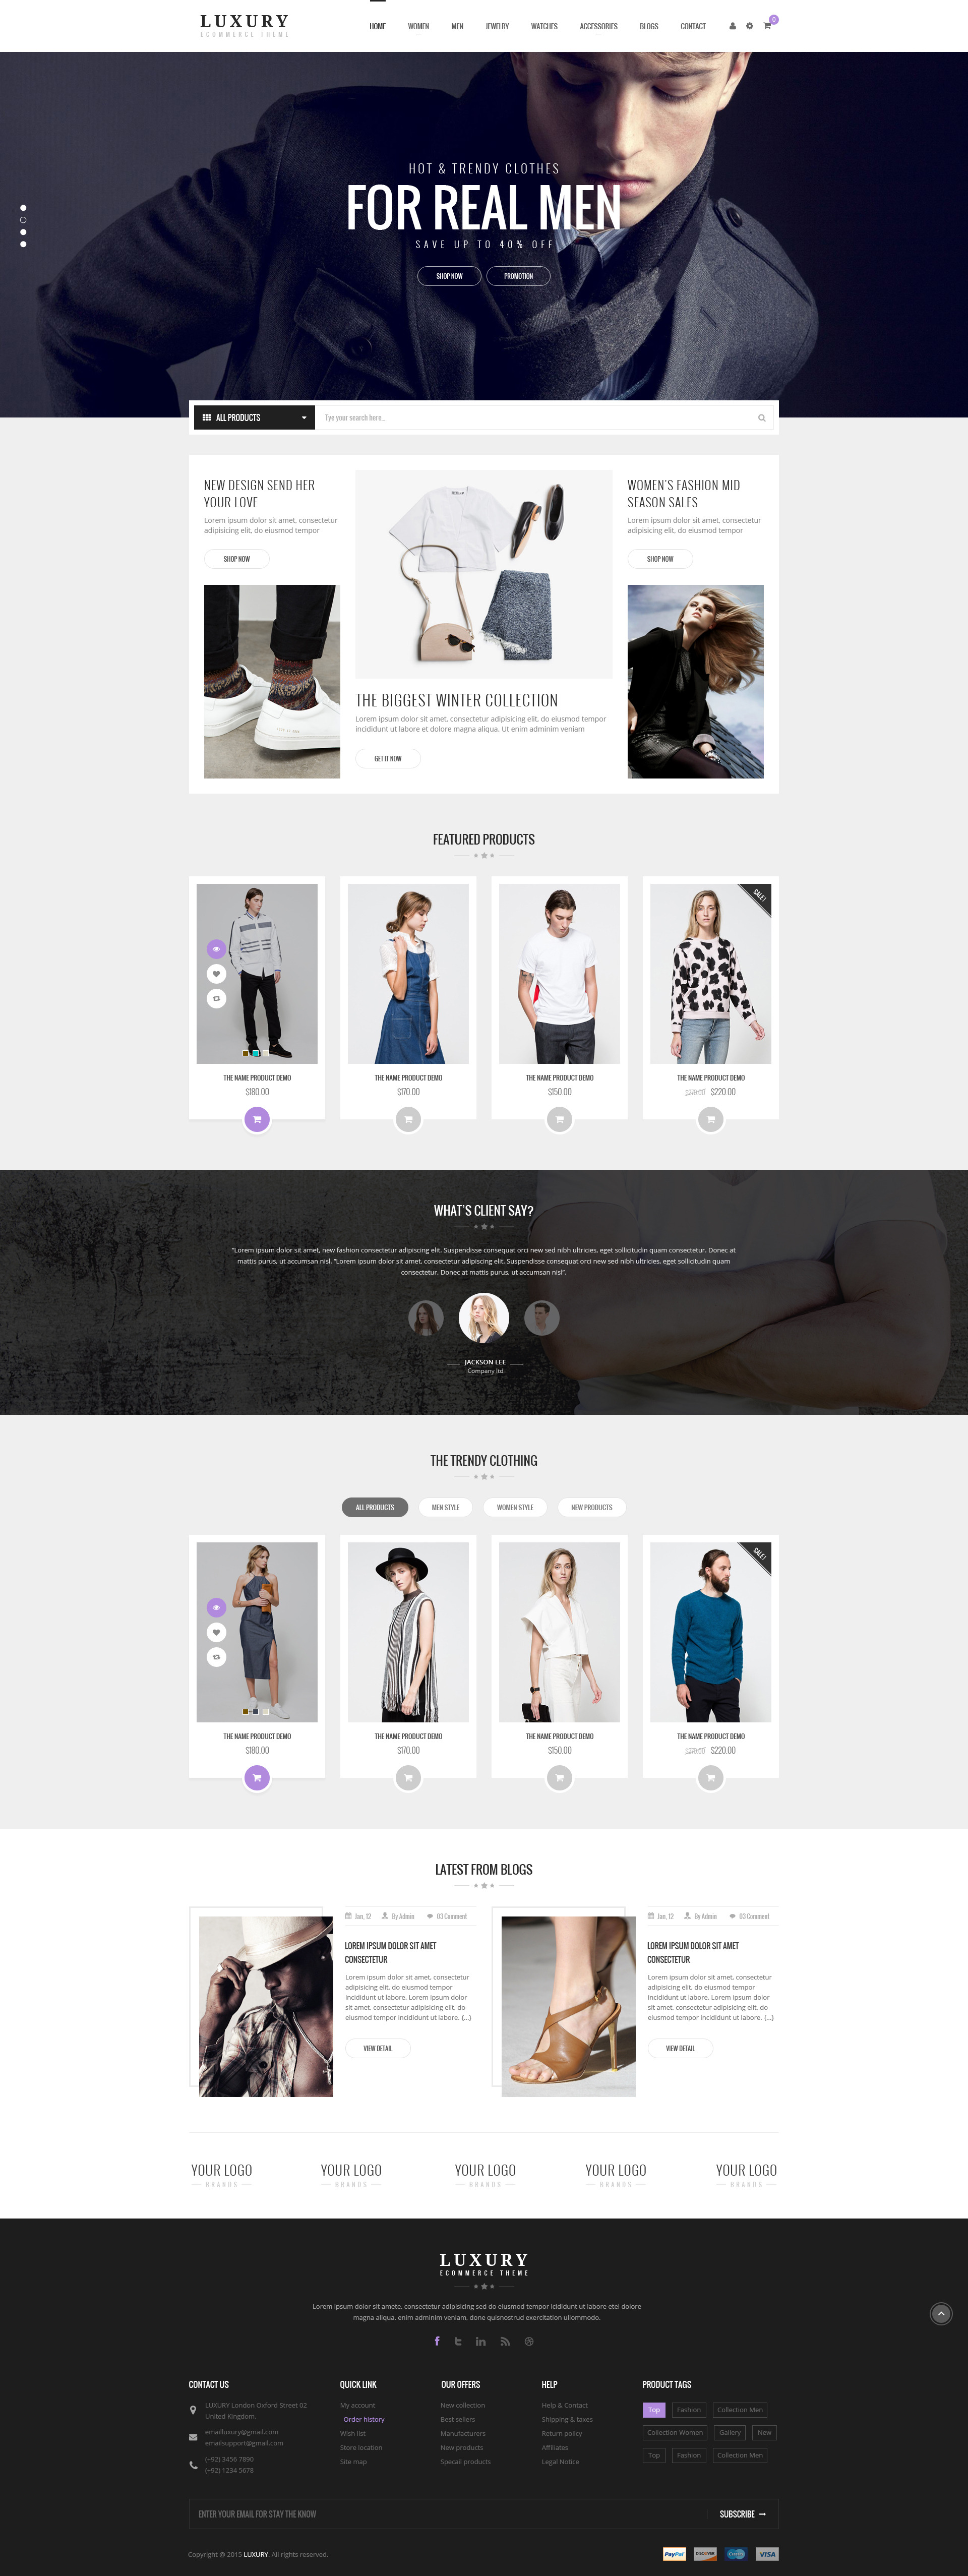 LUXURY
ECOMMERCE THEME
HOME WOMEN MEN JEWELRY WATCHES ACCESSORIES BLOGS CONTACT
0
HOT & TRENDY CLOTHES
FOR REAL MEN
SAVE UP TO 40% OFF
SHOP NOW PROMOTION
ALL PRODUCTS
Tye your search here...
NEW DESIGN SEND HER
YOUR LOVE
Lorem ipsum dolor sit amet, consectetur
adipisicing elit, do eiusmod tempor
SHOP NOW
THE BIGGEST WINTER COLLECTION
Lorem ipsum dolor sit amet, consectetur adipisicing elit, do eiusmod tempor
incididunt ut labore et dolore magna aliqua. Ut enim adminim veniam
GET IT NOW
WOMEN'S FASHION MID
SEASON SALES
Lorem ipsum dolor sit amet, consectetur
adipisicing elit, do eiusmod tempor
SHOP NOW
FEATURED PRODUCTS
THE NAME PRODUCT DEMO
$180.00
THE NAME PRODUCT DEMO
$170.00
THE NAME PRODUCT DEMO
$150.00
SALE!
THE NAME PRODUCT DEMO
$220.00
WHAT'S CLIENT SAY?
"Lorem ipsum dolor sit amet, new fashion consectetur adipiscing elit. Suspendisse consequat orci new sed nibh ultricies, eget sollicitudin quam consectetur. Donec at
mattis purus, ut accumsan nisl. "Lorem ipsum dolor sit amet, consectetur adipiscing elit. Suspendisse consequat orci new sed nibh ultricies, eget sollicitudin quam
consectetur. Donec at mattis purus, ut accumsan nisl".
JACKSON LEE
Company ltd
THE TRENDY CLOTHING
ALL PRODUCTS MEN STYLE WOMEN STYLE NEW PRODUCTS
THE NAME PRODUCT DEMO
$180.00
THE NAME PRODUCT DEMO
$170.00
THE NAME PRODUCT DEMO
$150.00
SALE!
THE NAME PRODUCT DEMO
$220.00
LATEST FROM BLOGS
Jan, 12 By Admin 03 Comment
LOREM IPSUM DOLOR SIT AMET
CONSECTETUR
Lorem ipsum dolor sit amet, consectetur
adipisicing elit, do eiusmod tempor
incididunt ut labore. Lorem ipsum dolor
sit amet, consectetur adipisicing elit, do
eiusmod tempor incididunt ut labore. {...}
VIEW DETAIL
Jan, 12 By Admin 03 Comment
LOREM IPSUM DOLOR SIT AMET
CONSECTETUR
Lorem ipsum dolor sit amet, consectetur
adipisicing elit, do eiusmod tempor
incididunt ut labore. Lorem ipsum dolor
sit amet, consectetur adipisicing elit, do
eiusmod tempor incididunt ut labore. {...}
VIEW DETAIL
YOUR LOGO YOUR LOGO YOUR LOGO YOUR LOGO YOUR LOGO
BRANDS BRANDS BRANDS BRANDS BRANDS
LUXURY
ECOMMERCE THEME
Lorem ipsum dolor sit amete, consectetur adipisicing sed do eiusmod tempor icididunt ut labore etel dolore
magna aliqua. enim adminim veniam, done quisnostrud exercitation ullommodo.
CONTACT US
LUXURY London Oxford Street 02
United Kingdom.
emailluxury@gmail.com
emailsupport@gmail.com
(+92) 3456 7890
(+92) 1234 5678
QUICK LINK
My account
Order history
Wish list
Store location
Site map
OUR OFFERS
New collection
Best sellers
Manufacturers
New products
Specail products
HELP
Help & Contact
Shipping & taxes
Return policy
Affiliates
Legal Notice
PRODUCT TAGS
Top Fashion Collection Men
Collection Women Gallery New
Top Fashion Collection Men
ENTER YOUR EMAIL FOR STAY THE KNOW
SUBSCRIBE
Copyright @ 2015 LUXURY. All rights reserved.
PayPal DISCOVER Cirrus VISA